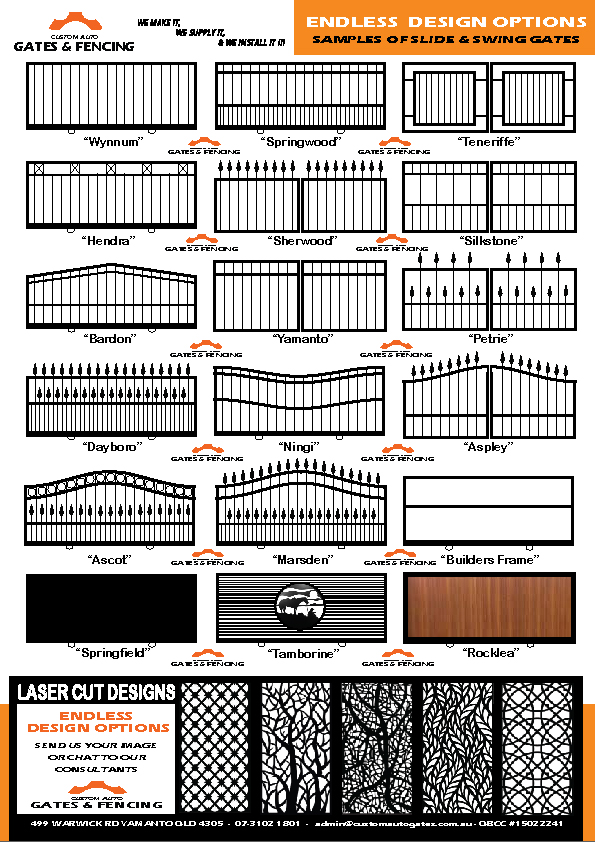 CUSTOM AUTO
GATES & FENCING
WE MAKE IT,
WE SUPPLY IT,
& WE INSTALL IT !!!
ENDLESS DESIGN OPTIONS
SAMPLES OF SLIDE & SWING GATES
"Wynnum"
"Springwood"
"Teneriffe"
GATES & FENCING
GATES & FENCING
"Hendra"
"Sherwood"
"Silkstone"
GATES & FENCING
GATES & FENCING
"Bardon"
"Yamanto"
"Petrie"
GATES & FENCING
GATES & FENCING
"Dayboro"
"Ningi"
"Aspley"
GATES & FENCING
GATES & FENCING
"Ascot"
"Marsden"
"Builders Frame"
GATES & FENCING
GATES & FENCING
"Springfield"
"Tamborine"
"Rocklea"
GATES & FENCING
GATES & FENCING
LASER CUT DESIGNS
ENDLESS
DESIGN OPTIONS
SEND US YOUR IMAGE
OR CHAT TO OUR
CONSULTANTS
CUSTOM AUTO
GATES & FENCING
499 WARWICK RD YAMANTO QLD 4305 - 07-3102 1801 - admin@customautogates.com.au - QBCC #15022241